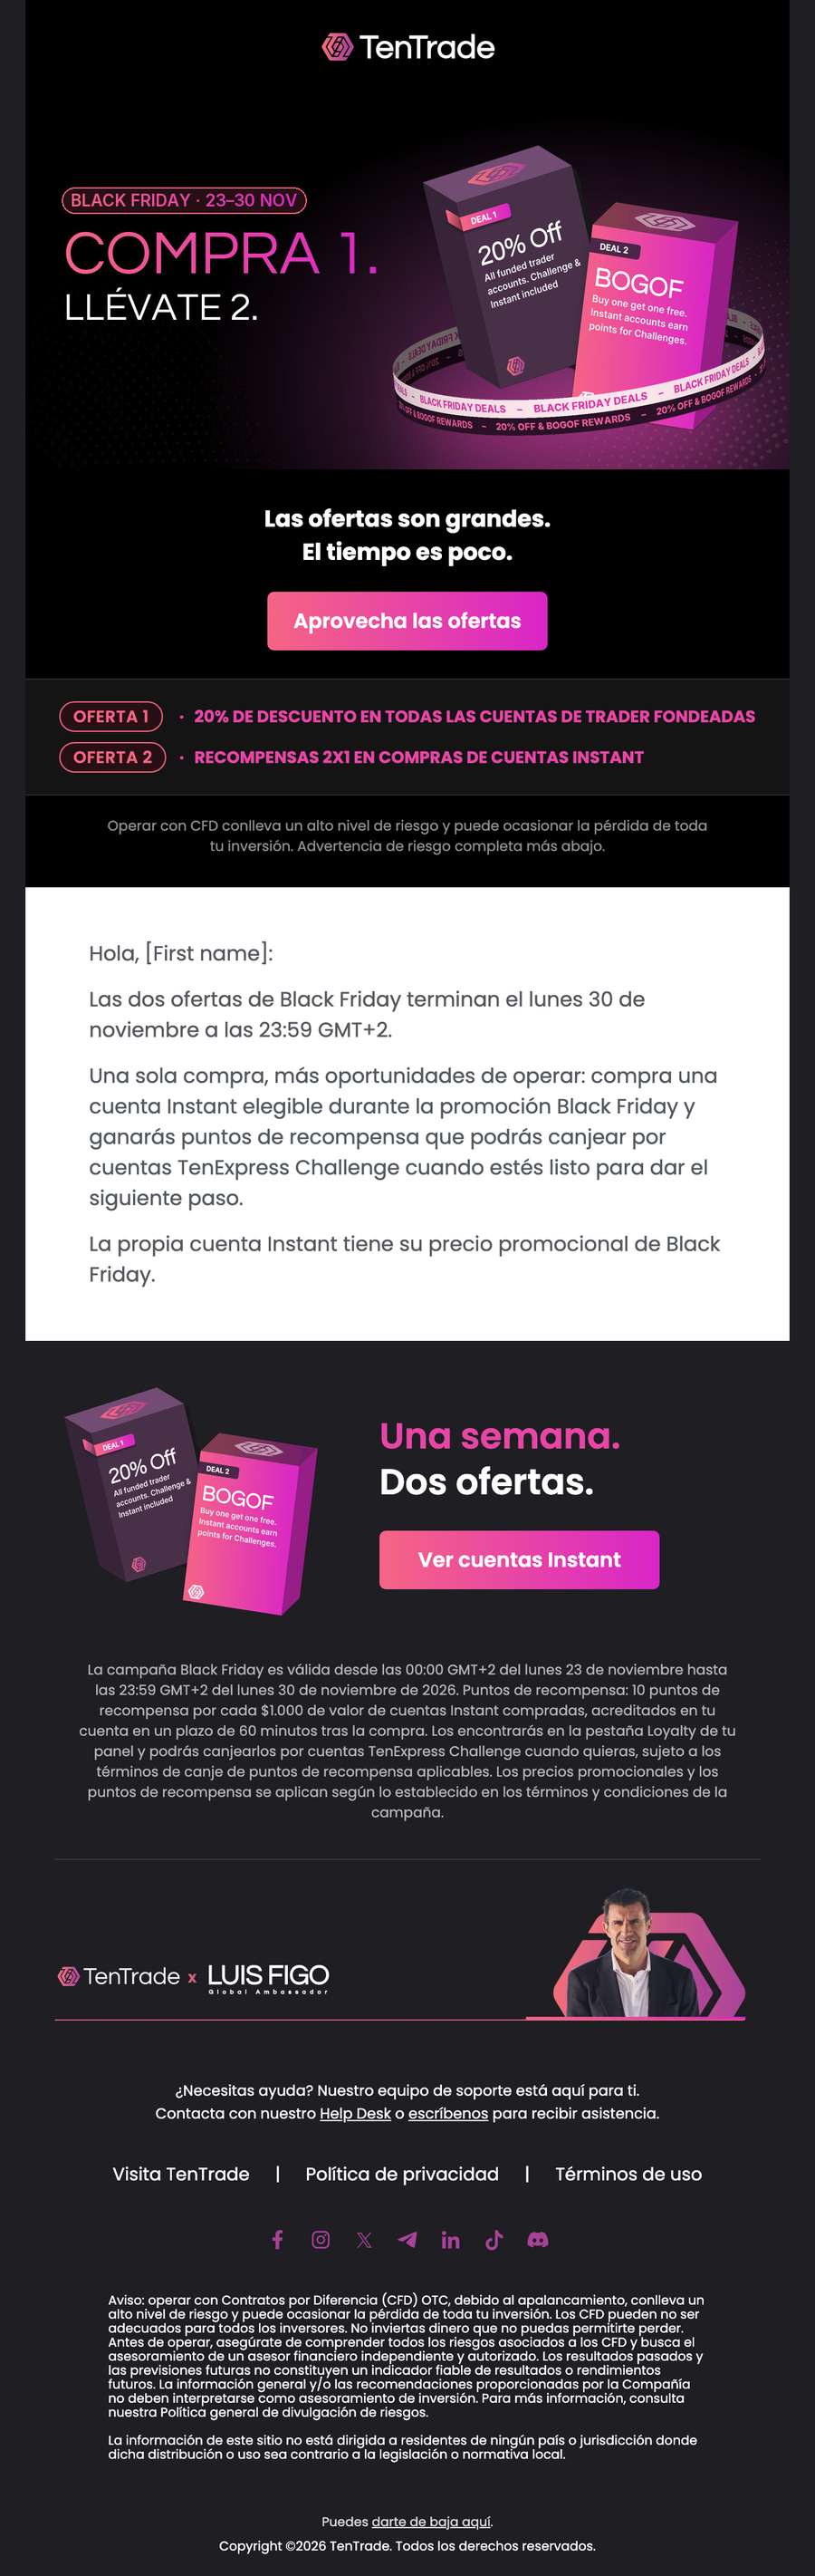 TenTrade
BLACK FRIDAY · 23–30 NOV
COMPRA 1.
LLÉVATE 2.
DEAL 1
20% Off
All funded trader
accounts. Challenge &
Instant included
DEAL 2
BOGOF
Buy one get one free.
Instant accounts earn
points for Challenges.
BLACK FRIDAY DEALS – BLACK FRIDAY DEALS – BLACK FRIDAY DEALS
20% OFF & BOGOF REWARDS – 20% OFF & BOGOF REWARDS
Las ofertas son grandes.
El tiempo es poco.
Aprovecha las ofertas
OFERTA 1 · 20% DE DESCUENTO EN TODAS LAS CUENTAS DE TRADER FONDEADAS
OFERTA 2 · RECOMPENSAS 2X1 EN COMPRAS DE CUENTAS INSTANT
Operar con CFD conlleva un alto nivel de riesgo y puede ocasionar la pérdida de toda
tu inversión. Advertencia de riesgo completa más abajo.
Hola, [First name]:
Las dos ofertas de Black Friday terminan el lunes 30 de
noviembre a las 23:59 GMT+2.
Una sola compra, más oportunidades de operar: compra una
cuenta Instant elegible durante la promoción Black Friday y
ganarás puntos de recompensa que podrás canjear por
cuentas TenExpress Challenge cuando estés listo para dar el
siguiente paso.
La propia cuenta Instant tiene su precio promocional de Black
Friday.
DEAL 1
20% Off
All funded trader
accounts. Challenge &
Instant included
DEAL 2
BOGOF
Buy one get one free.
Instant accounts earn
points for Challenges.
Una semana.
Dos ofertas.
Ver cuentas Instant
La campaña Black Friday es válida desde las 00:00 GMT+2 del lunes 23 de noviembre hasta
las 23:59 GMT+2 del lunes 30 de noviembre de 2026. Puntos de recompensa: 10 puntos de
recompensa por cada $1.000 de valor de cuentas Instant compradas, acreditados en tu
cuenta en un plazo de 60 minutos tras la compra. Los encontrarás en la pestaña Loyalty de tu
panel y podrás canjearlos por cuentas TenExpress Challenge cuando quieras, sujeto a los
términos de canje de puntos de recompensa aplicables. Los precios promocionales y los
puntos de recompensa se aplican según lo establecido en los términos y condiciones de la
campaña.
TenTrade x LUIS FIGO
Global Ambassador
¿Necesitas ayuda? Nuestro equipo de soporte está aquí para ti.
Contacta con nuestro Help Desk o escríbenos para recibir asistencia.
Visita TenTrade | Política de privacidad | Términos de uso
Aviso: operar con Contratos por Diferencia (CFD) OTC, debido al apalancamiento, conlleva un
alto nivel de riesgo y puede ocasionar la pérdida de toda tu inversión. Los CFD pueden no ser
adecuados para todos los inversores. No inviertas dinero que no puedas permitirte perder.
Antes de operar, asegúrate de comprender todos los riesgos asociados a los CFD y busca el
asesoramiento de un asesor financiero independiente y autorizado. Los resultados pasados y
las previsiones futuras no constituyen un indicador fiable de resultados o rendimientos
futuros. La información general y/o las recomendaciones proporcionadas por la Compañía
no deben interpretarse como asesoramiento de inversión. Para más información, consulta
nuestra Política general de divulgación de riesgos.
La información de este sitio no está dirigida a residentes de ningún país o jurisdicción donde
dicha distribución o uso sea contrario a la legislación o normativa local.
Puedes darte de baja aquí.
Copyright ©2026 TenTrade. Todos los derechos reservados.